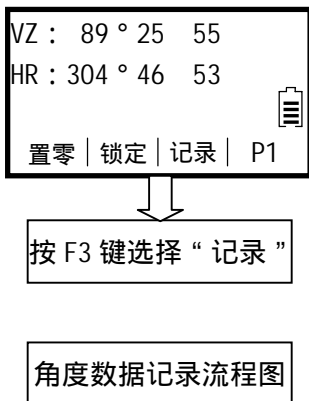 VZ： 89 ° 25 55
HR：304 ° 46 53
置零│锁定│记录│ P1
按 F3 键选择 “ 记录 ”
角度数据记录流程图